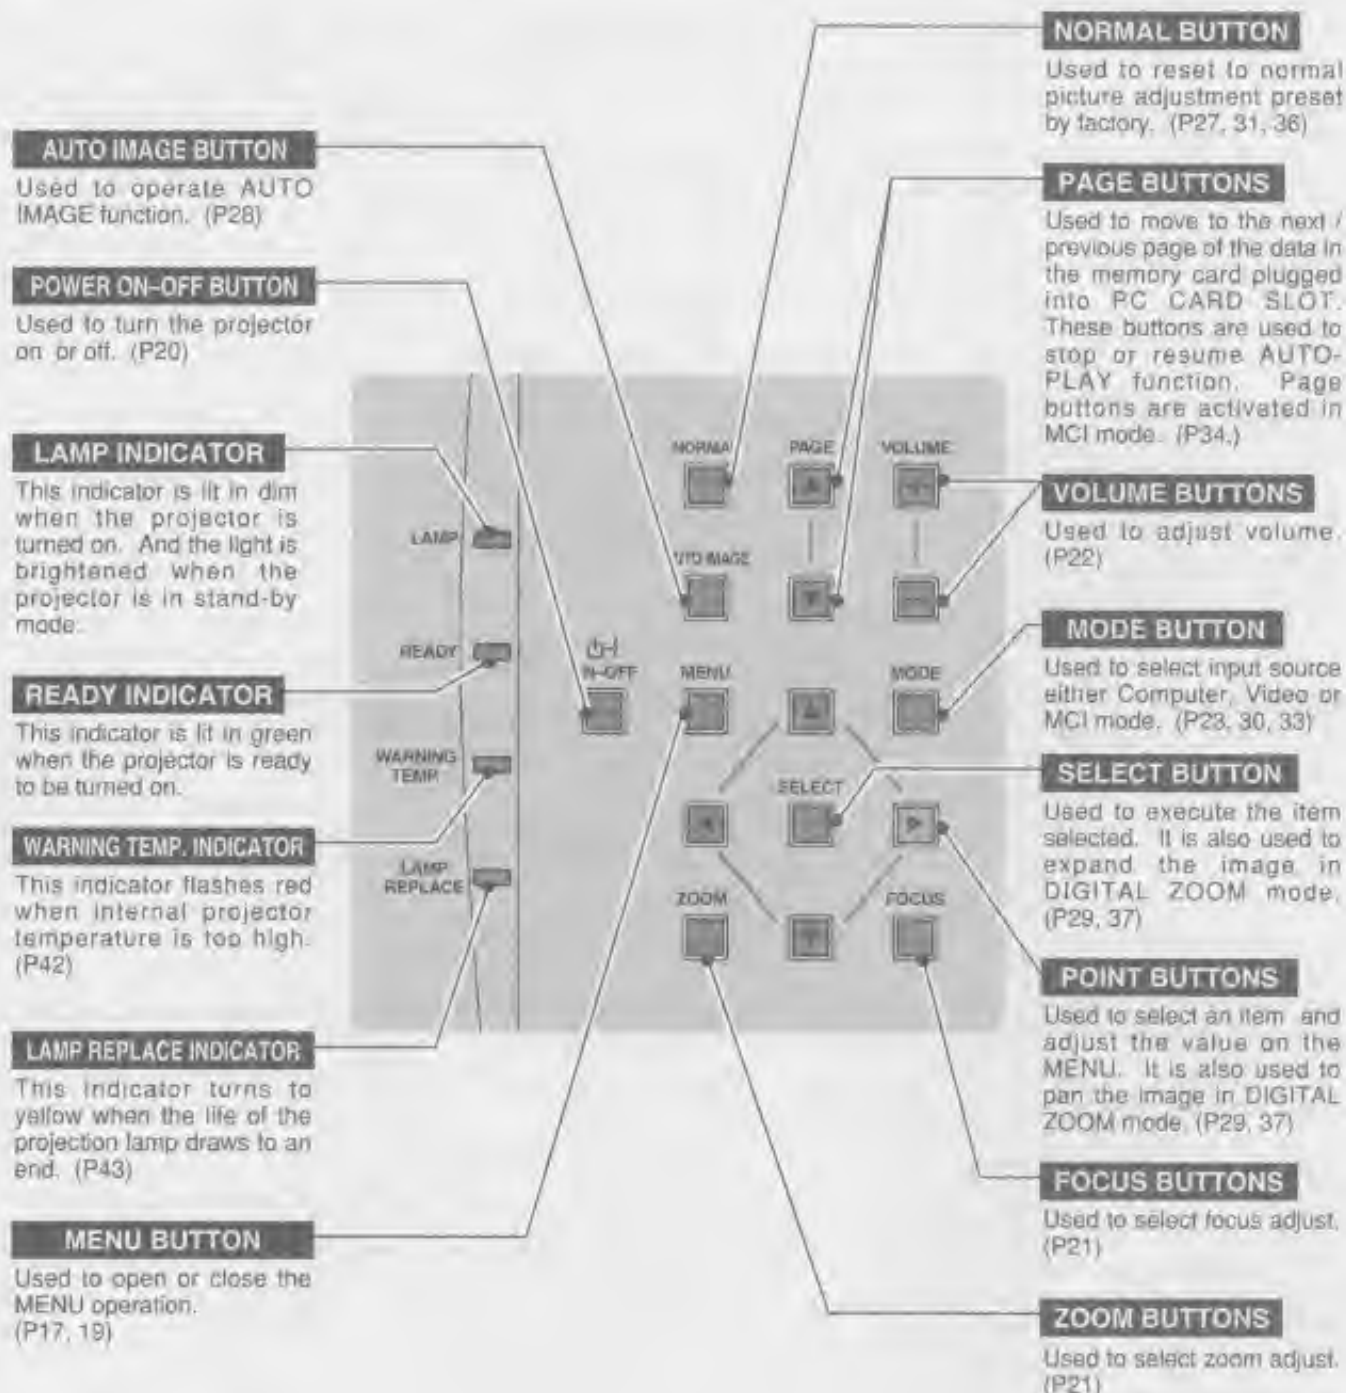 AUTO IMAGE BUTTON
Used to operate AUTO
IMAGE function. (P28)
POWER ON–OFF BUTTON
Used to turn the projector
on or off. (P20)
LAMP INDICATOR
This indicator is lit in dim
when the projector is
turned on. And the light is
brightened when the
projector is in stand-by
mode.
READY INDICATOR
This indicator is lit in green
when the projector is ready
to be turned on.
WARNING TEMP. INDICATOR
This indicator flashes red
when internal projector
temperature is too high.
(P42)
LAMP REPLACE INDICATOR
This indicator turns to
yellow when the life of the
projection lamp draws to an
end. (P43)
MENU BUTTON
Used to open or close the
MENU operation.
(P17, 19)
LAMP
READY
WARNING
TEMP.
LAMP
REPLACE
NORMA
PAGE
VOLUME
UTO IMAGE
N–OFF
MENU
MODE
SELECT
ZOOM
FOCUS
NORMAL BUTTON
Used to reset to normal
picture adjustment preset
by factory. (P27, 31, 36)
PAGE BUTTONS
Used to move to the next /
previous page of the data in
the memory card plugged
into PC CARD SLOT.
These buttons are used to
stop or resume AUTO-
PLAY function. Page
buttons are activated in
MCI mode. (P34,)
VOLUME BUTTONS
Used to adjust volume.
(P22)
MODE BUTTON
Used to select input source
either Computer, Video or
MCI mode. (P23, 30, 33)
SELECT BUTTON
Used to execute the item
selected. It is also used to
expand the image in
DIGITAL ZOOM mode.
(P29, 37)
POINT BUTTONS
Used to select an item and
adjust the value on the
MENU. It is also used to
pan the image in DIGITAL
ZOOM mode. (P29, 37)
FOCUS BUTTONS
Used to select focus adjust.
(P21)
ZOOM BUTTONS
Used to select zoom adjust.
(P21)